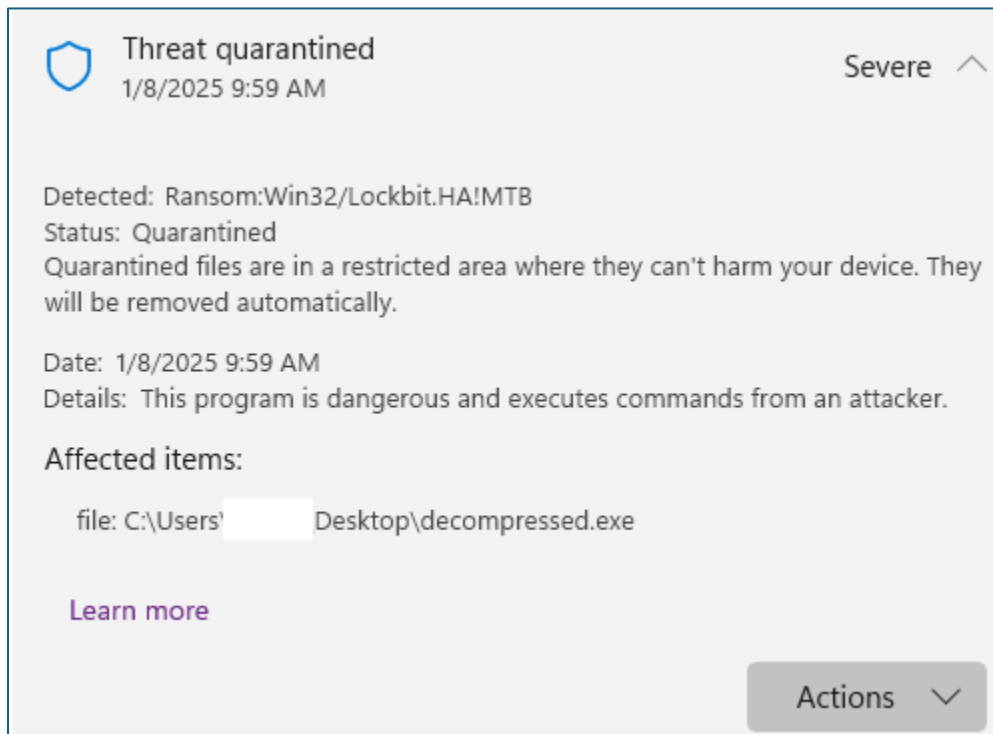 Threat quarantined
1/8/2025 9:59 AM
Severe
Detected: Ransom:Win32/Lockbit.HA!MTB
Status: Quarantined
Quarantined files are in a restricted area where they can't harm your device. They
will be removed automatically.
Date: 1/8/2025 9:59 AM
Details: This program is dangerous and executes commands from an attacker.
Affected items:
file: C:\Users\ Desktop\decompressed.exe
Learn more
Actions